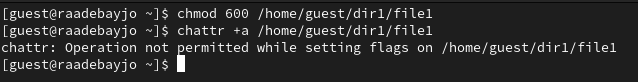 [guest@raadebayjo ~]$ chmod 600 /home/guest/dir1/file1
[guest@raadebayjo ~]$ chattr +a /home/guest/dir1/file1
chattr: Operation not permitted while setting flags on /home/guest/dir1/file1
[guest@raadebayjo ~]$